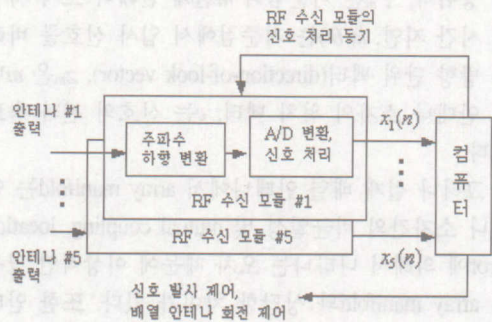 RF 수신 모듈의
신호 처리 동기
안테나 #1
출력
주파수
하향 변환
A/D 변환,
신호 처리
x₁(n)
RF 수신 모듈 #1
컴퓨터
RF 수신 모듈 #5
안테나 #5
출력
x₅(n)
신호 발사 제어,
배열 안테나 회전 제어